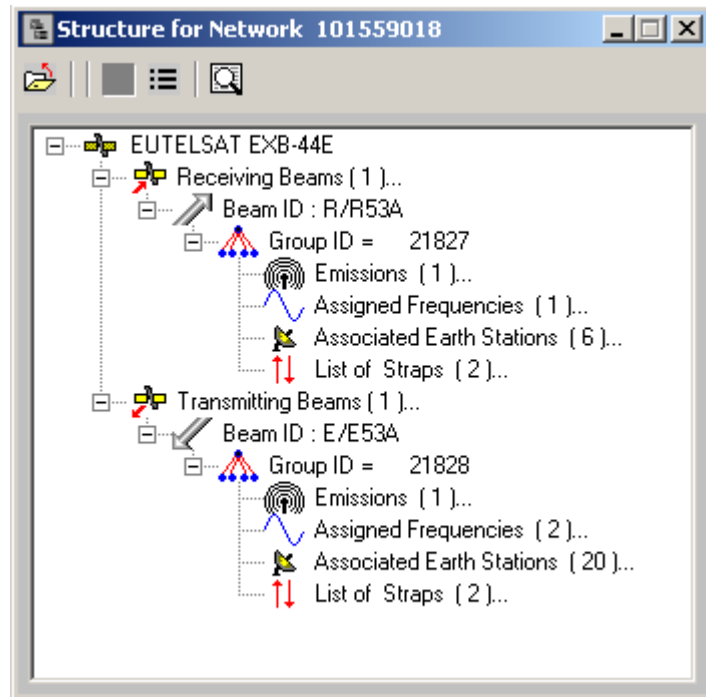 Structure for Network 101559018
EUTELSAT EXB-44E
Receiving Beams ( 1 )...
Beam ID : R/R53A
Group ID = 21827
Emissions ( 1 )...
Assigned Frequencies ( 1 )...
Associated Earth Stations ( 6 )...
List of Straps ( 2 )...
Transmitting Beams ( 1 )...
Beam ID : E/E53A
Group ID = 21828
Emissions ( 1 )...
Assigned Frequencies ( 2 )...
Associated Earth Stations ( 20 )...
List of Straps ( 2 )...